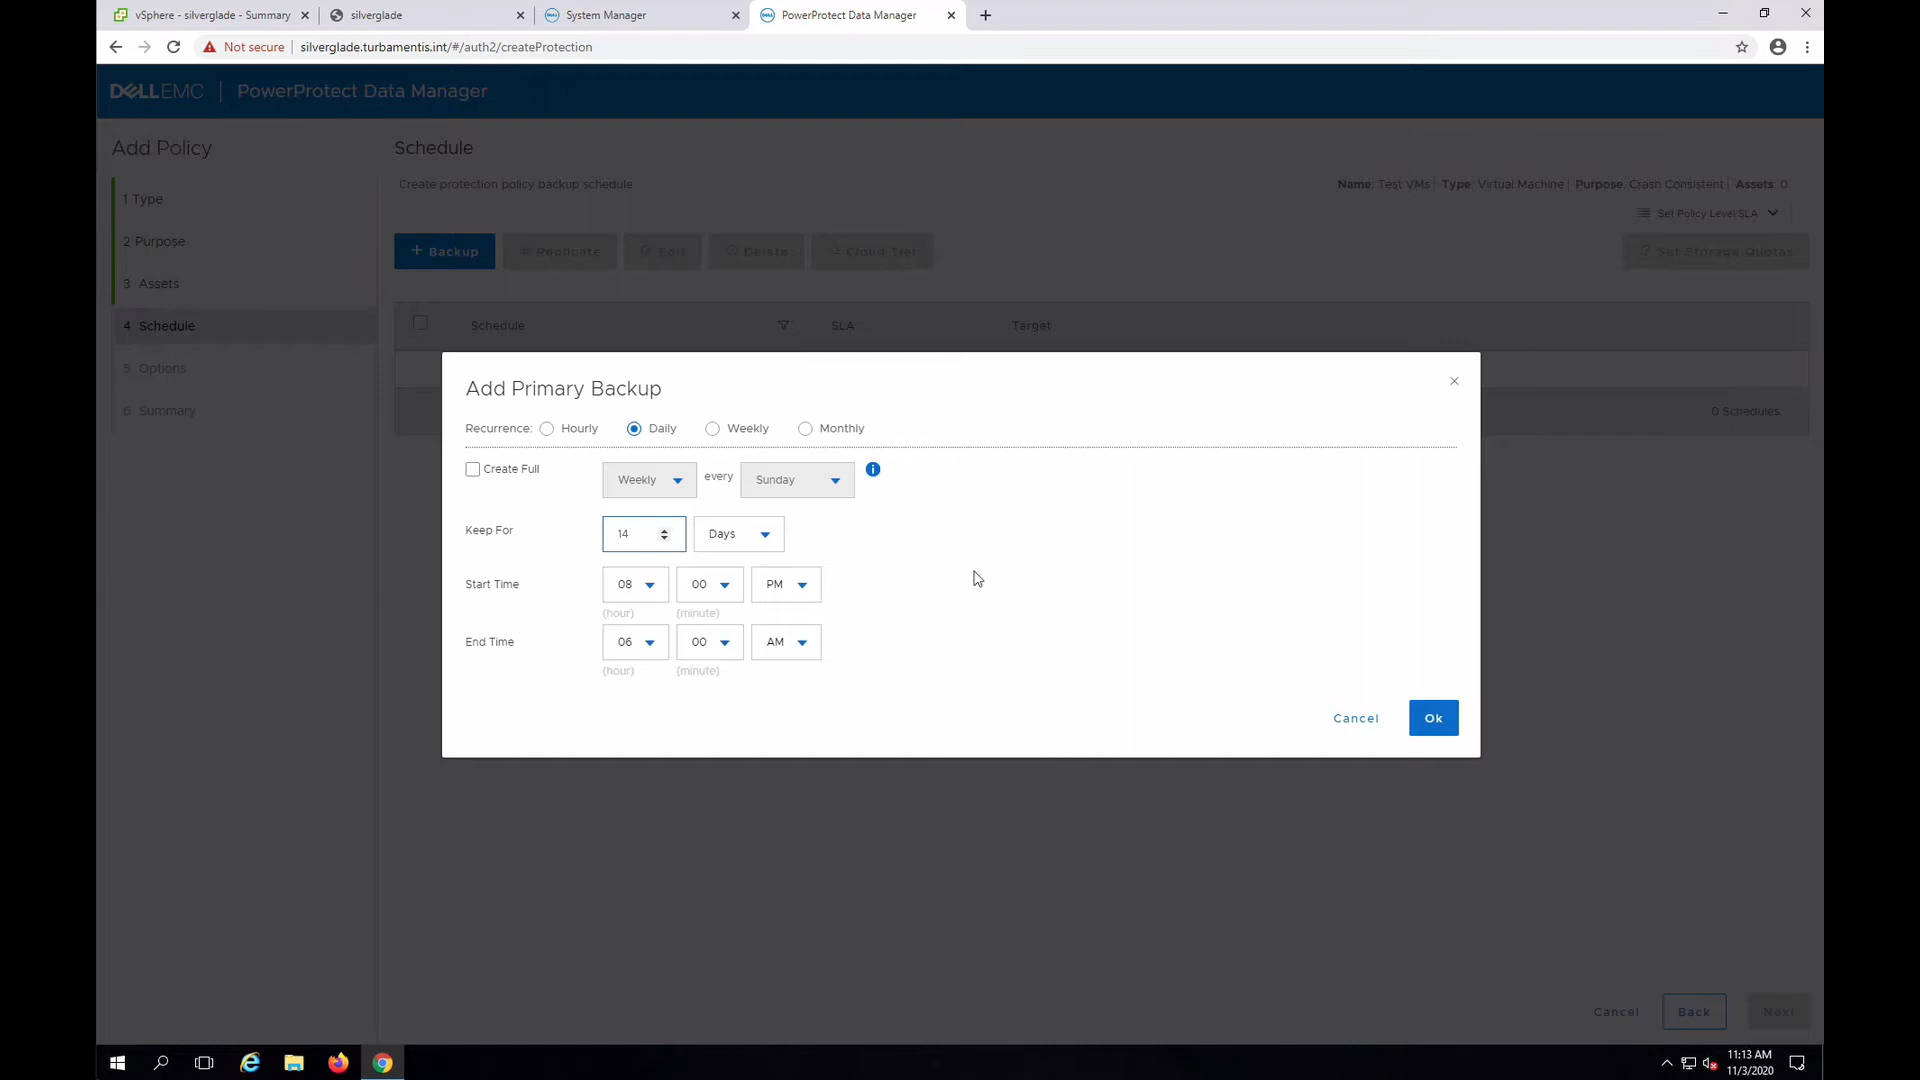 vSphere - silverglade - Summary
silverglade
System Manager
PowerProtect Data Manager
Not secure
silverglade.turbamentis.int/#/auth2/createProtection
DELLEMC
PowerProtect Data Manager
Add Policy
1 Type
2 Purpose
3 Assets
4 Schedule
5 Options
6 Summary
Schedule
Create protection policy backup schedule
Name: Test VMs Type: Virtual Machine Purpose: Crash Consistent Assets: 0
Set Policy Level SLA
+ Backup
Replicate
Edit
Delete
Cloud Tier
Set Storage Quotas
Schedule
SLA
Target
0 Schedules
Add Primary Backup
Recurrence: Hourly Daily Weekly Monthly
Create Full Weekly every Sunday
Keep For 14 Days
Start Time 08 00 PM
(hour) (minute)
End Time 06 00 AM
(hour) (minute)
Cancel Ok
Cancel Back Next
11:13 AM
11/3/2020